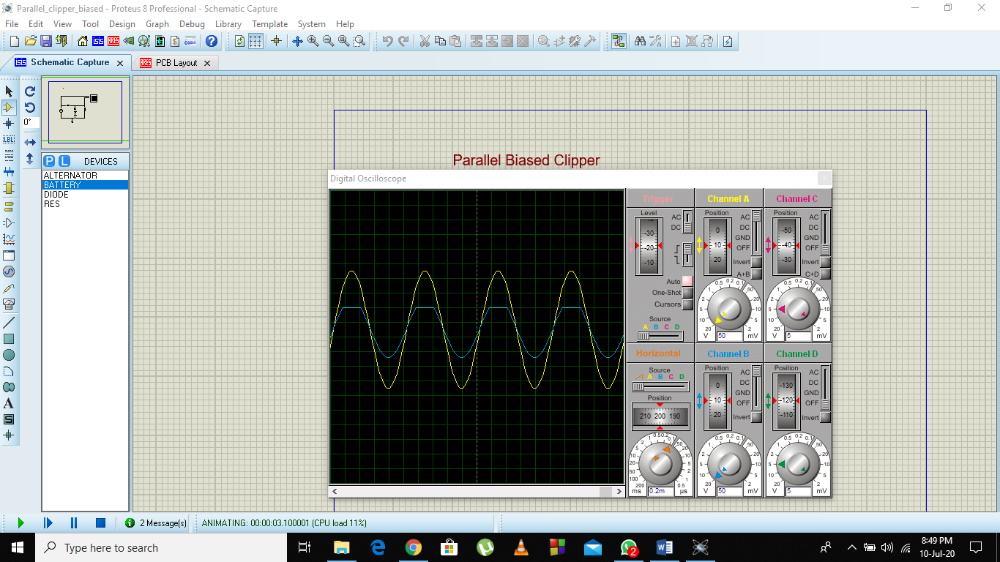 Parallel_clipper_biased - Proteus 8 Professional - Schematic Capture
File Edit View Tool Design Graph Debug Library Template System Help
Schematic Capture
PCB Layout
0°
LBL
P L DEVICES
ALTERNATOR
BATTERY
DIODE
RES
Parallel Biased Clipper
Digital Oscilloscope
Trigger
Level
-30
-20
-10
AC
DC
Auto
One-Shot
Cursors
Source
A B C D
Channel A
Position
0
10
20
AC
DC
GND
OFF
Invert
A+B
V 50 mV
Channel C
Position
-50
-40
-30
AC
DC
GND
OFF
Invert
C+D
V 5 mV
Horizontal
Source
A B C D
Position
210 200 190
ms 0.2m µs
Channel B
Position
0
10
20
AC
DC
GND
OFF
Invert
V 50 mV
Channel D
Position
-130
-120
-110
AC
DC
GND
OFF
Invert
V 5 mV
2 Message(s)
ANIMATING: 00:00:03.100001 (CPU load 11%)
Type here to search
2
8:49 PM
10-Jul-20